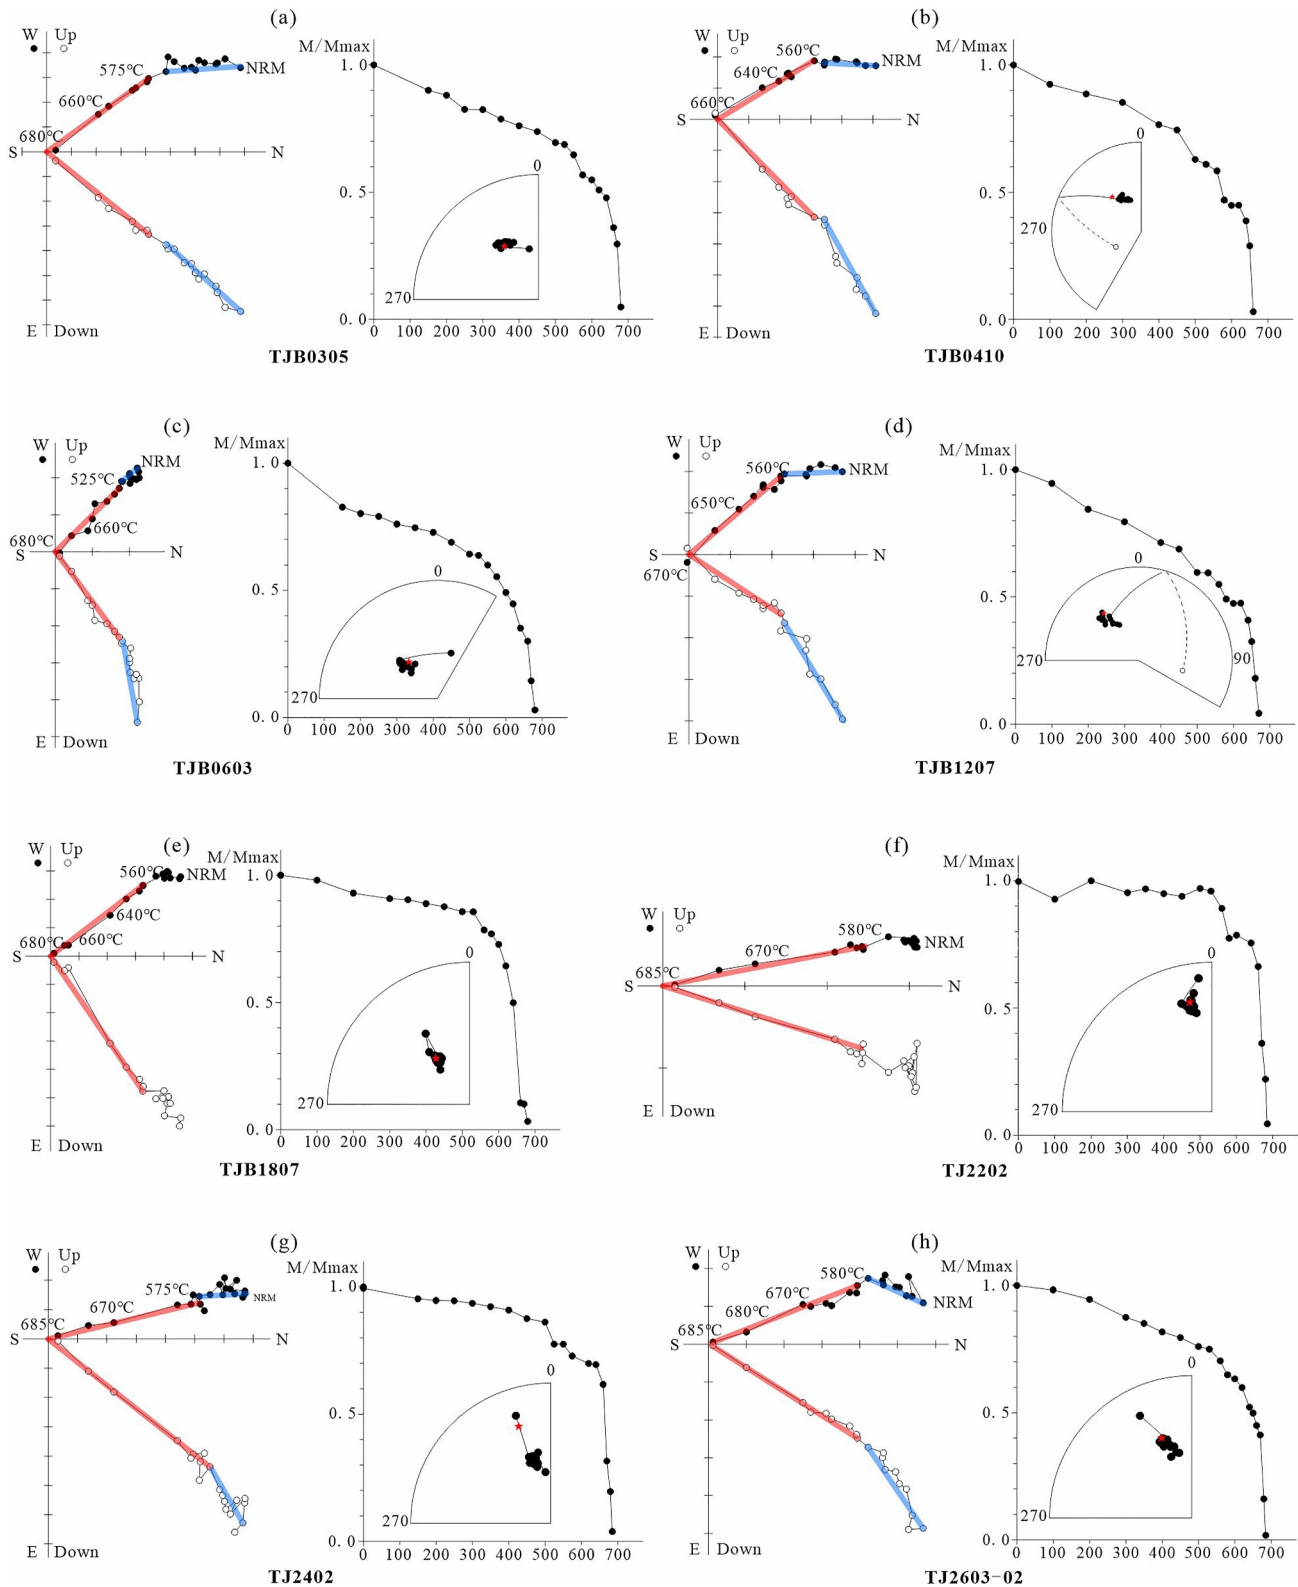 (a)
W Up
575℃
NRM
660℃
680℃
S N
E Down
M/Mmax
1.0
0.5
0.0
0 100 200 300 400 500 600 700
0
270
TJB0305
(b)
W Up
560℃
NRM
640℃
660℃
S N
E Down
M/Mmax
1.0
0.5
0.0
0 100 200 300 400 500 600 700
0
270
TJB0410
(c)
W Up
NRM
525℃
660℃
680℃
S N
E Down
M/Mmax
1.0
0.5
0.0
0 100 200 300 400 500 600 700
0
270
TJB0603
(d)
W Up
560℃
NRM
650℃
S N
670℃
E Down
M/Mmax
1.0
0.5
0.0
0 100 200 300 400 500 600 700
0
270
90
TJB1207
(e)
W Up
560℃
NRM
640℃
680℃ 660℃
S N
E Down
M/Mmax
1.0
0.5
0.0
0 100 200 300 400 500 600 700
0
270
TJB1807
(f)
W Up
580℃
NRM
670℃
685℃
S N
E Down
M/Mmax
1.0
0.5
0.0
0 100 200 300 400 500 600 700
0
270
TJ2202
(g)
W Up
575℃
NRM
670℃
685℃
S N
E Down
M/Mmax
1.0
0.5
0.0
0 100 200 300 400 500 600 700
0
270
TJ2402
(h)
W Up
580℃
NRM
670℃
680℃
685℃
S N
E Down
M/Mmax
1.0
0.5
0.0
0 100 200 300 400 500 600 700
0
270
TJ2603-02